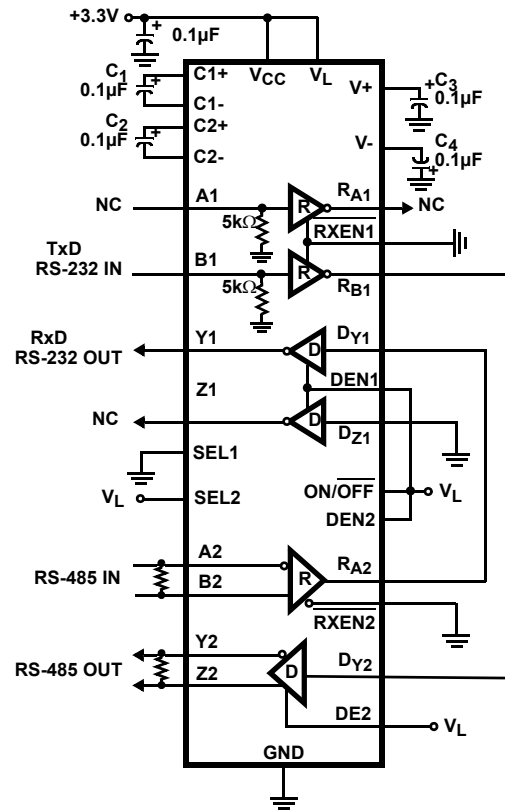 +3.3V
0.1µF
C1
0.1µF
C2
0.1µF
C1+
C1-
C2+
C2-
VCC
VL
V+
V-
C3
0.1µF
C4
0.1µF
NC
A1
5kΩ
R
RA1
NC
RXEN1
TxD
RS-232 IN
B1
5kΩ
R
RB1
RxD
RS-232 OUT
Y1
D
DY1
DEN1
Z1
NC
D
DZ1
SEL1
VL
SEL2
ON/OFF
VL
DEN2
RS-485 IN
A2
B2
R
RA2
RXEN2
RS-485 OUT
Y2
Z2
D
DY2
DE2
VL
GND